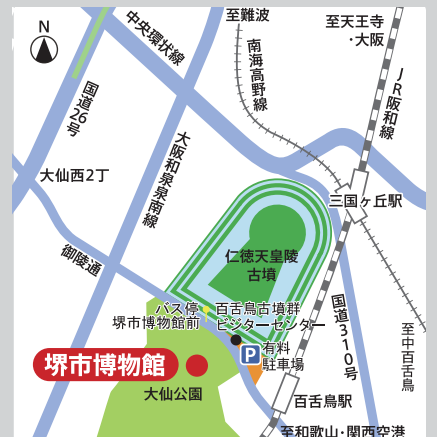 N
中央環状線
至難波
至天王寺
・大阪
南海高野線
JR阪和線
国道26号
大阪和泉泉南線
大仙西2丁
三国ヶ丘駅
御陵通
仁徳天皇陵
古墳
バス停
堺市博物館前
百舌鳥古墳群
ビジターセンター
国道310号
至中百舌鳥
P
有料
駐車場
堺市博物館
大仙公園
百舌鳥駅
至和歌山・関西空港